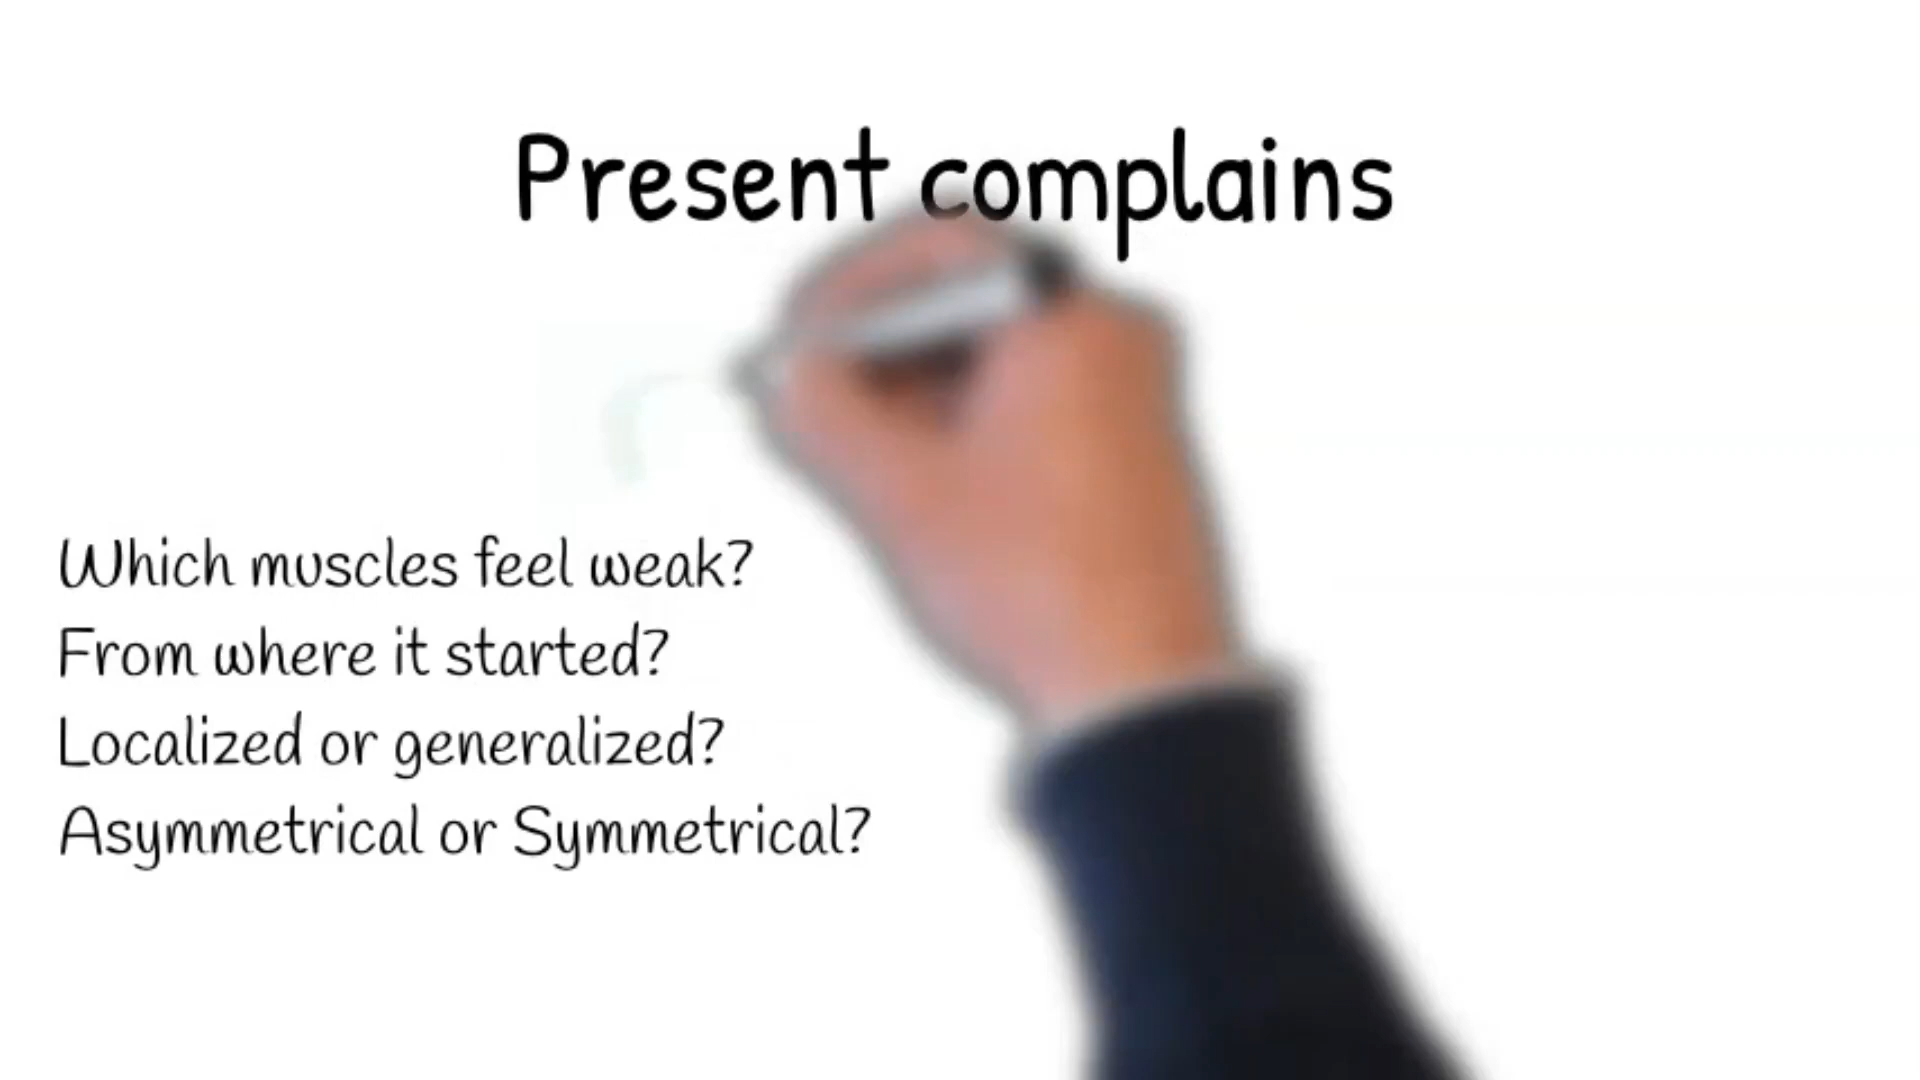 Present complains
Which muscles feel weak?
From where it started?
Localized or generalized?
Asymmetrical or Symmetrical?